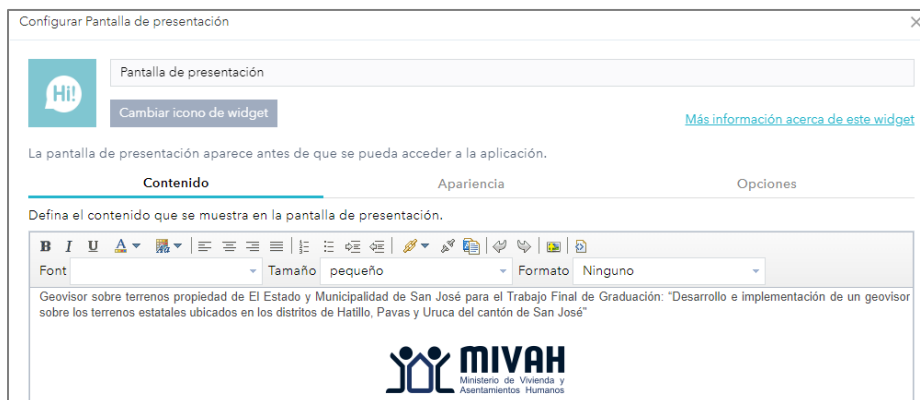 Configurar Pantalla de presentación
Hi!
Pantalla de presentación
Cambiar icono de widget
Más información acerca de este widget
La pantalla de presentación aparece antes de que se pueda acceder a la aplicación.
Contenido Apariencia Opciones
Defina el contenido que se muestra en la pantalla de presentación.
B I U A
Font Tamaño pequeño Formato Ninguno
Geovisor sobre terrenos propiedad de El Estado y Municipalidad de San José para el Trabajo Final de Graduación: “Desarrollo e implementación de un geovisor
sobre los terrenos estatales ubicados en los distritos de Hatillo, Pavas y Uruca del cantón de San José”
MIVAH
Ministerio de Vivienda y
Asentamientos Humanos